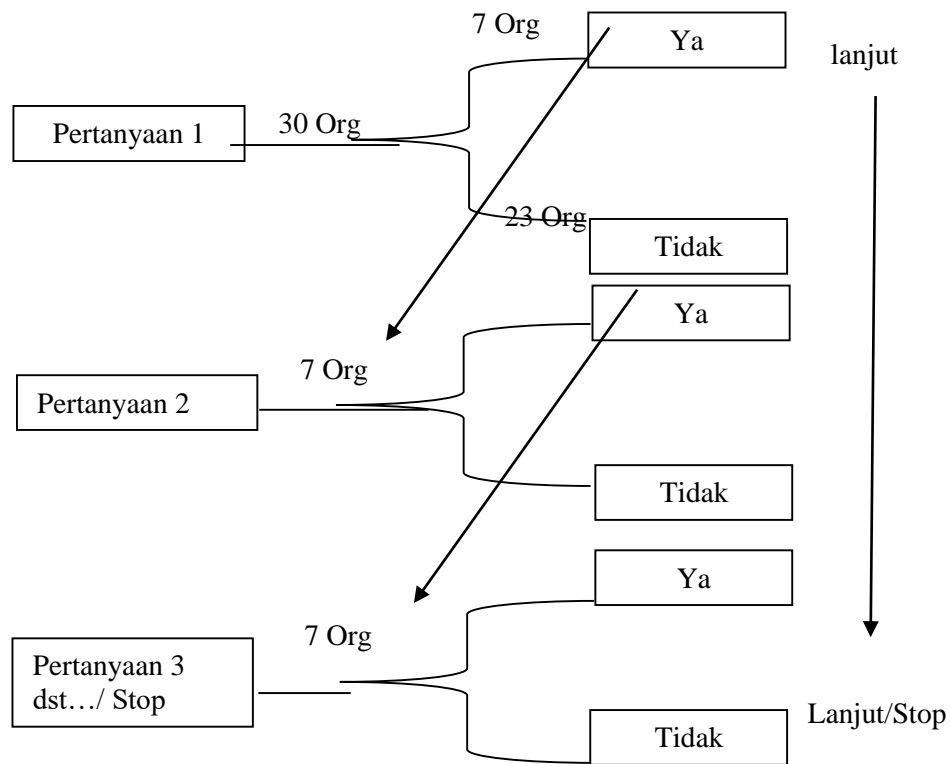 7 Org
Ya
lanjut
Pertanyaan 1
30 Org
23 Org
Tidak
Ya
7 Org
Pertanyaan 2
Tidak
Ya
7 Org
Pertanyaan 3
dst…/ Stop
Lanjut/Stop
Tidak